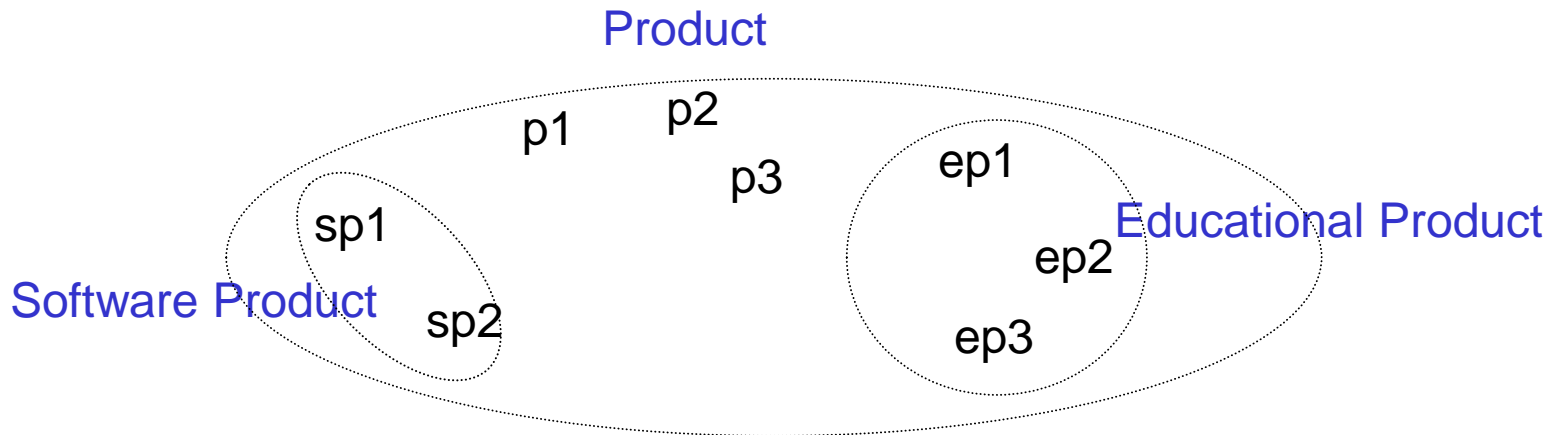 Product
p1
p2
p3
ep1
sp1
Educational Product
ep2
Software Product
sp2
ep3